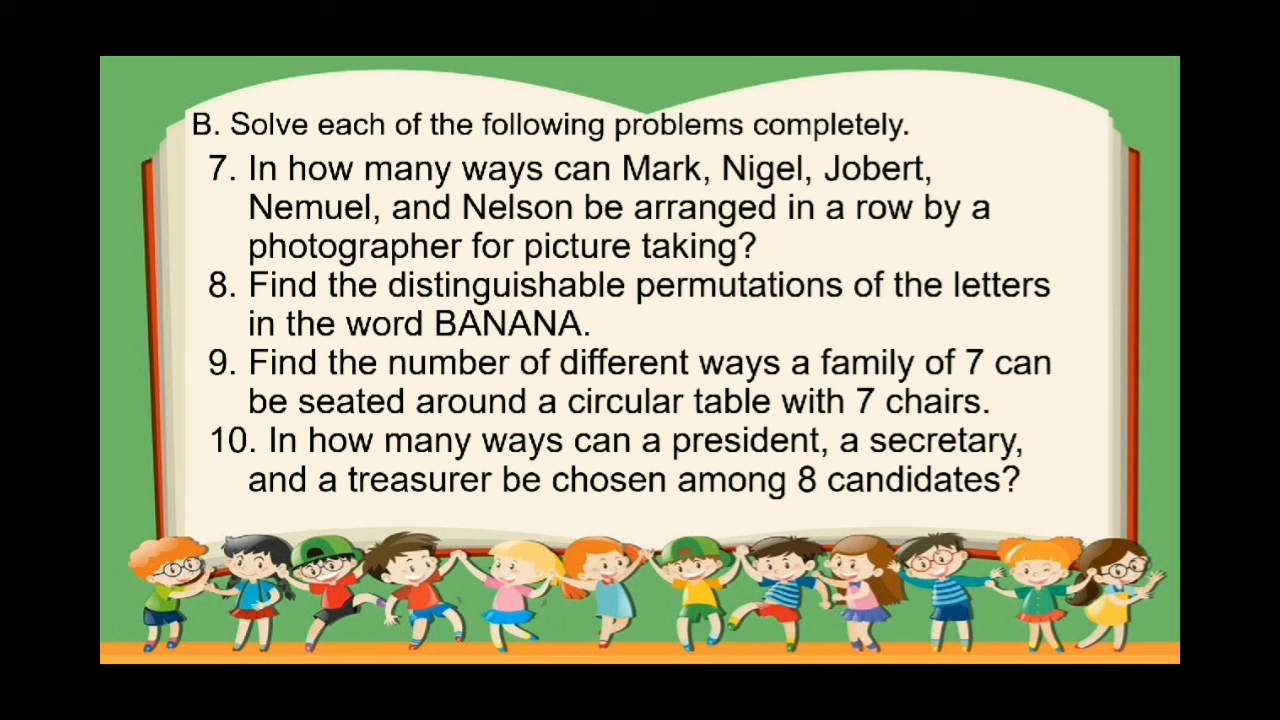 B. Solve each of the following problems completely.
7. In how many ways can Mark, Nigel, Jobert,
Nemuel, and Nelson be arranged in a row by a
photographer for picture taking?
8. Find the distinguishable permutations of the letters
in the word BANANA.
9. Find the number of different ways a family of 7 can
be seated around a circular table with 7 chairs.
10. In how many ways can a president, a secretary,
and a treasurer be chosen among 8 candidates?